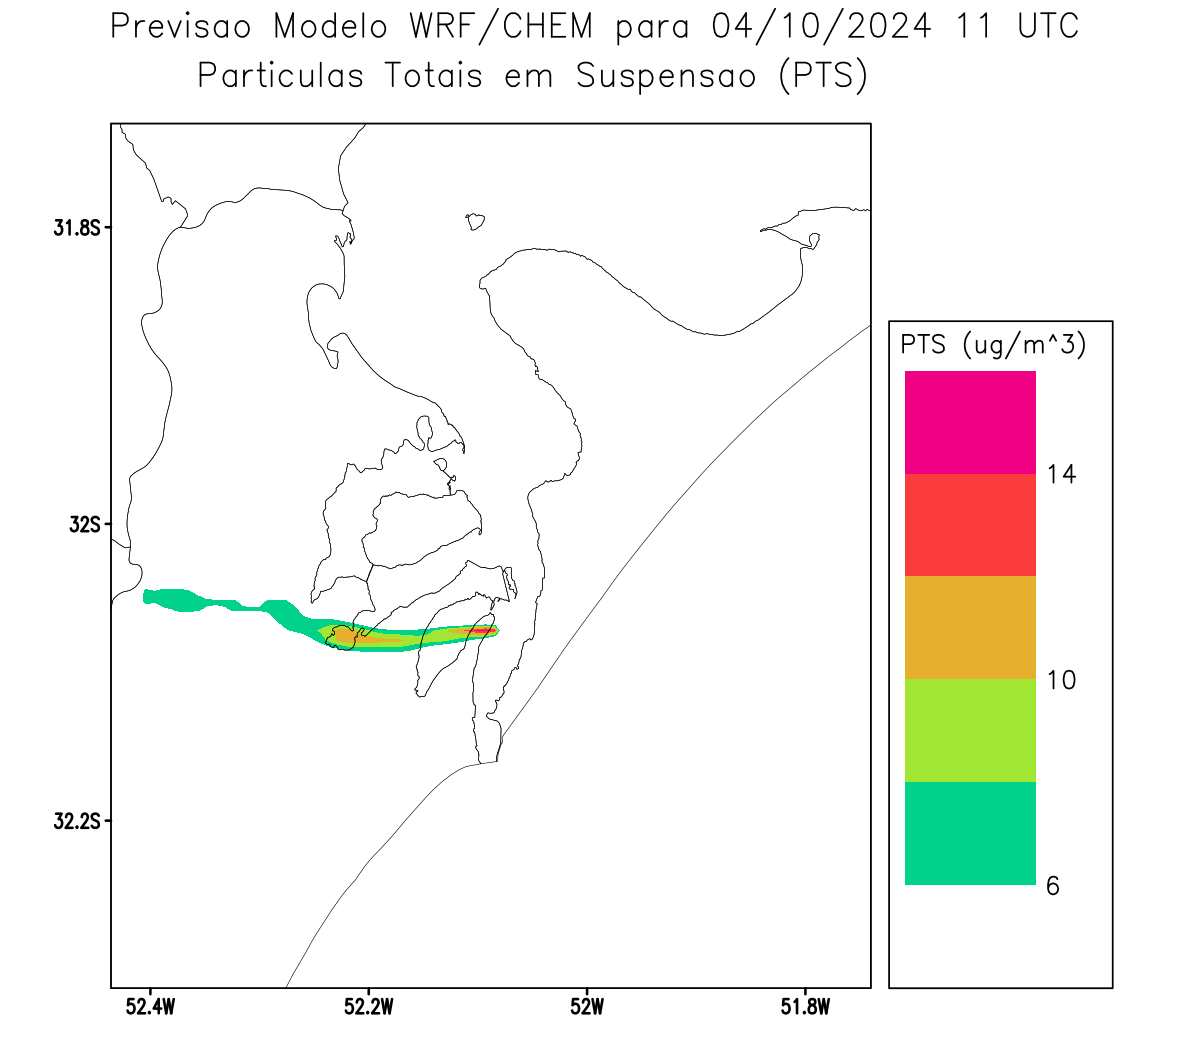 Previsao Modelo WRF/CHEM para 04/10/2024 11 UTC
Particulas Totais em Suspensao (PTS)
31.8S
32S
32.2S
52.4W
52.2W
52W
51.8W
PTS (ug/m^3)
14
10
6